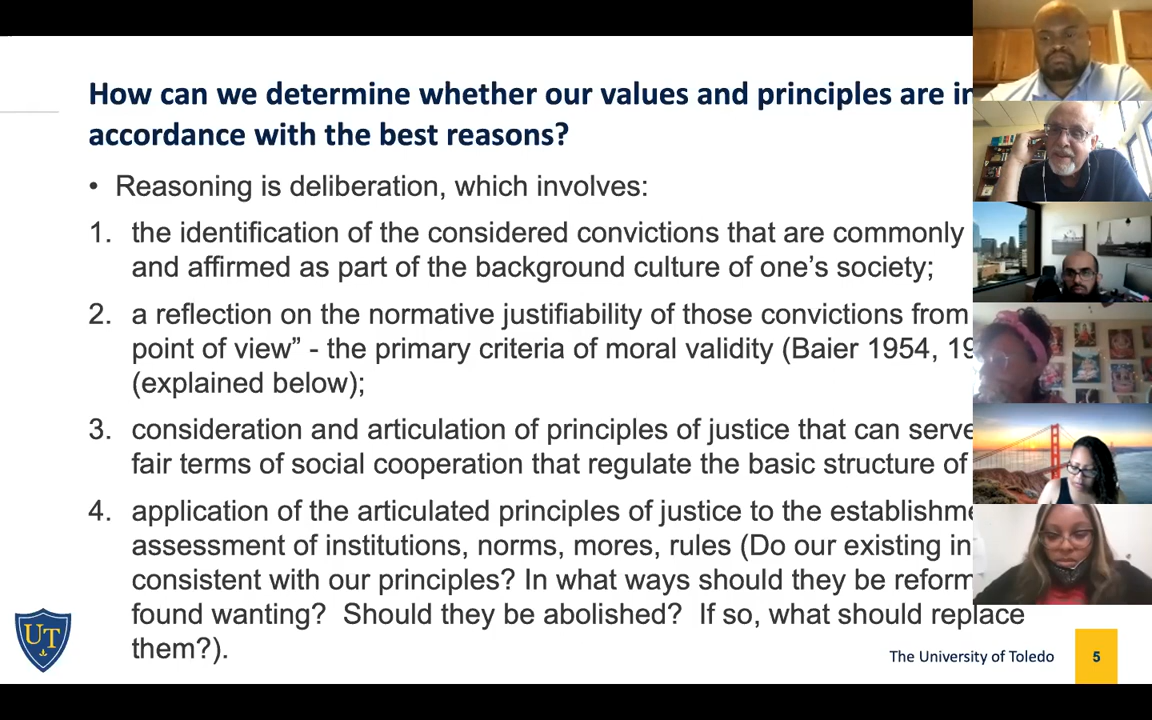 How can we determine whether our values and principles are in
accordance with the best reasons?
• Reasoning is deliberation, which involves:
1. the identification of the considered convictions that are commonly
and affirmed as part of the background culture of one’s society;
2. a reflection on the normative justifiability of those convictions from
point of view” - the primary criteria of moral validity (Baier 1954, 19
(explained below);
3. consideration and articulation of principles of justice that can serve
fair terms of social cooperation that regulate the basic structure of
4. application of the articulated principles of justice to the
assessment of institutions, norms, mores, rules (Do our existing
consistent with our principles? In what ways should they be
found wanting? Should they be abolished? If so, what should replace
them?).
UT
The University of Toledo
5